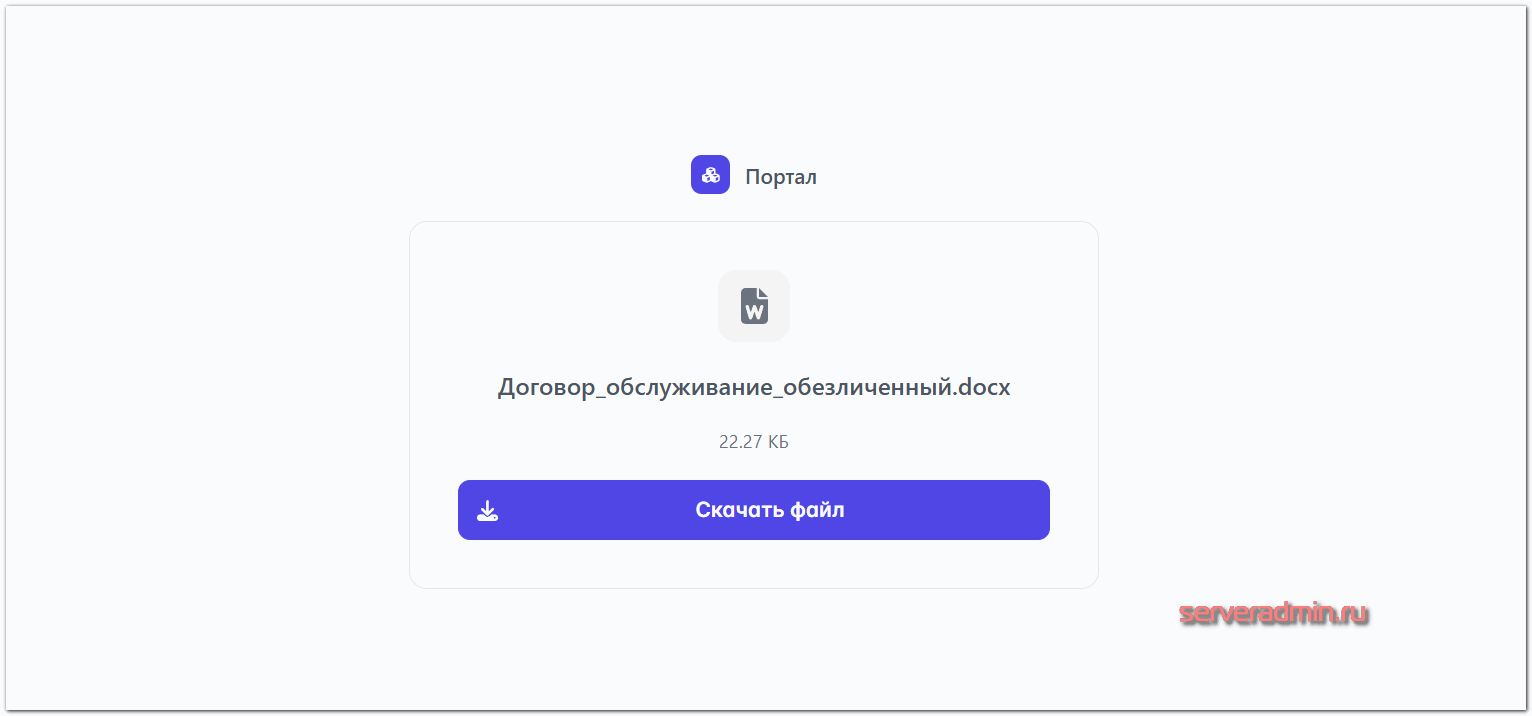 Портал
W
Договор_обслуживание_обезличенный.docx
22.27 КБ
Скачать файл
serveradmin.ru